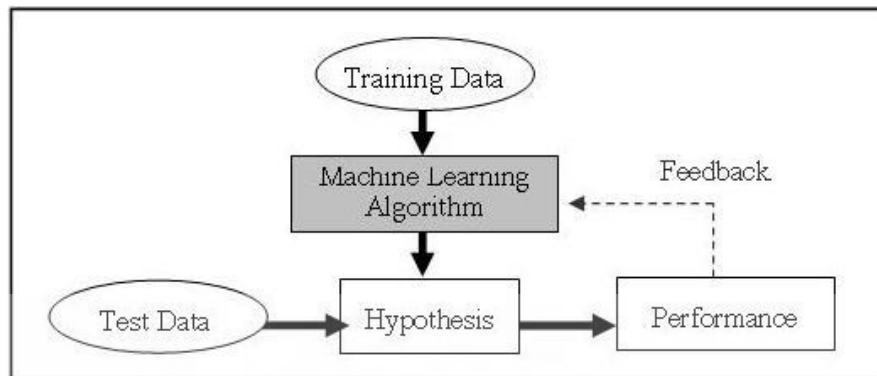 Training Data
Machine Learning
Algorithm
Feedback
Test Data
Hypothesis
Performance